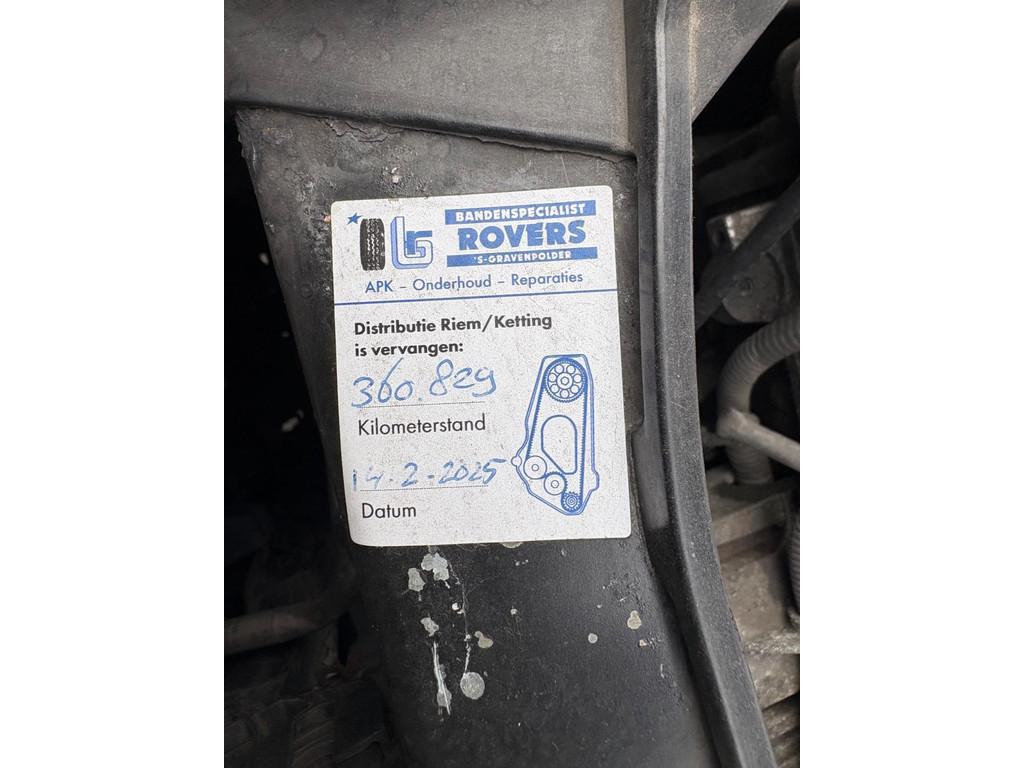 BANDENSPECIALIST
ROVERS
'S-GRAVENPOLDER
APK – Onderhoud – Reparaties
Distributie Riem/Ketting
is vervangen:
360.829
Kilometerstand
14-2-2025
Datum